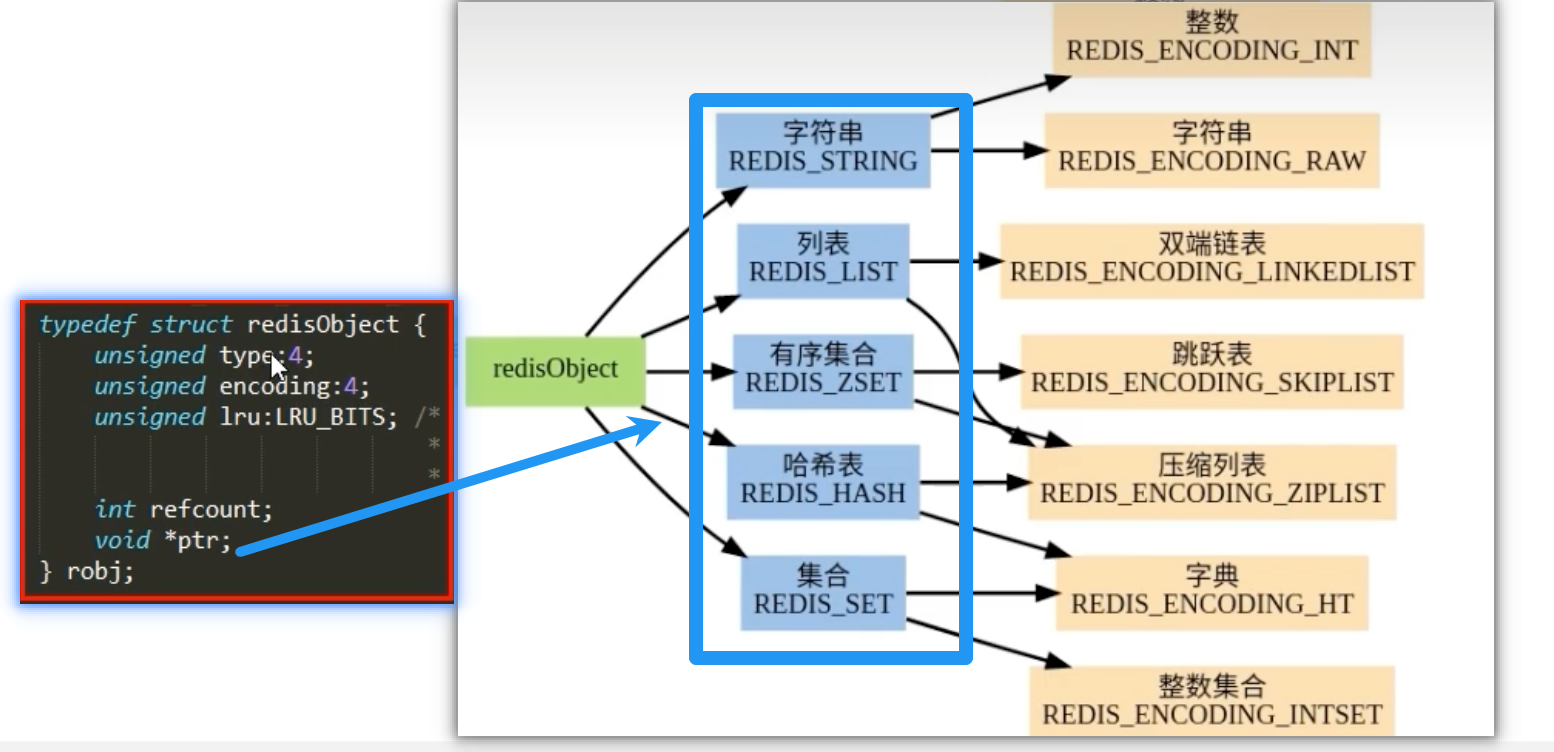 typedef struct redisObject {
unsigned type:4;
unsigned encoding:4;
unsigned lru:LRU_BITS; /*
*
*
int refcount;
void *ptr;
} robj;
redisObject
字符串
REDIS_STRING
列表
REDIS_LIST
有序集合
REDIS_ZSET
哈希表
REDIS_HASH
集合
REDIS_SET
整数
REDIS_ENCODING_INT
字符串
REDIS_ENCODING_RAW
双端链表
REDIS_ENCODING_LINKEDLIST
跳跃表
REDIS_ENCODING_SKIPLIST
压缩列表
REDIS_ENCODING_ZIPLIST
字典
REDIS_ENCODING_HT
整数集合
REDIS_ENCODING_INTSET